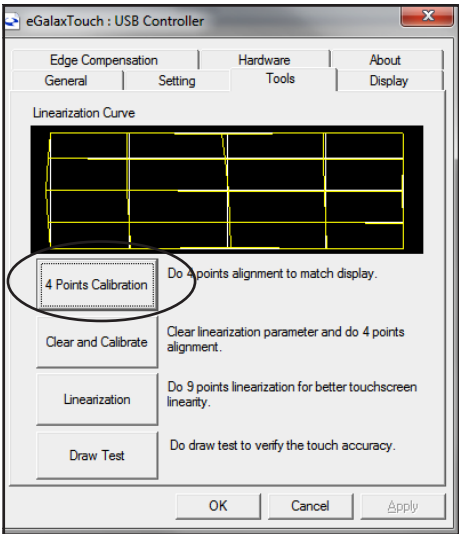 eGalaxTouch : USB Controller
Edge Compensation
Hardware
About
General
Setting
Tools
Display
Linearization Curve
4 Points Calibration
Do 4 points alignment to match display.
Clear and Calibrate
Clear linearization parameter and do 4 points
alignment.
Linearization
Do 9 points linearization for better touchscreen
linearity.
Draw Test
Do draw test to verify the touch accuracy.
OK
Cancel
Apply